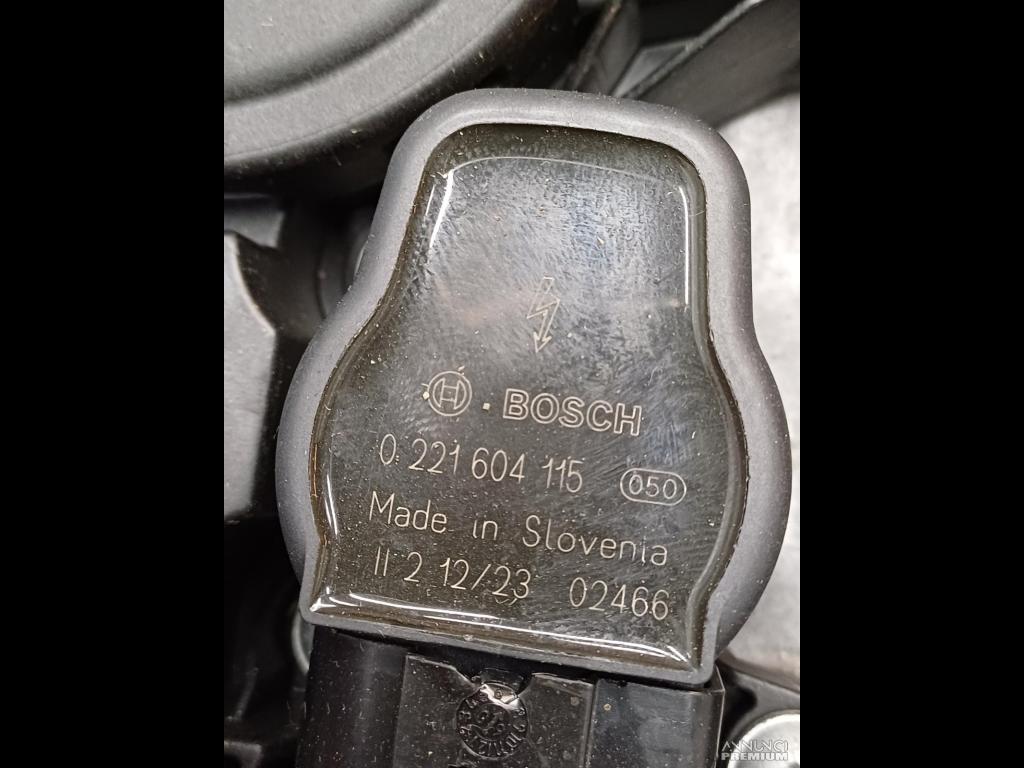 BOSCH
0 221 604 115 050
Made in Slovenia
II 2 12/23 02466
ANNUNCI
PREMIUM